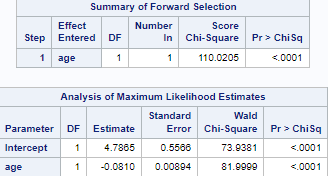 Summary of Forward Selection
Step Effect Entered DF Number In Score Chi-Square Pr > ChiSq
1 age 1 1 110.0205 <.0001
Analysis of Maximum Likelihood Estimates
Parameter DF Estimate Standard Error Wald Chi-Square Pr > ChiSq
Intercept 1 4.7865 0.5566 73.9381 <.0001
age 1 -0.0810 0.00894 81.9999 <.0001